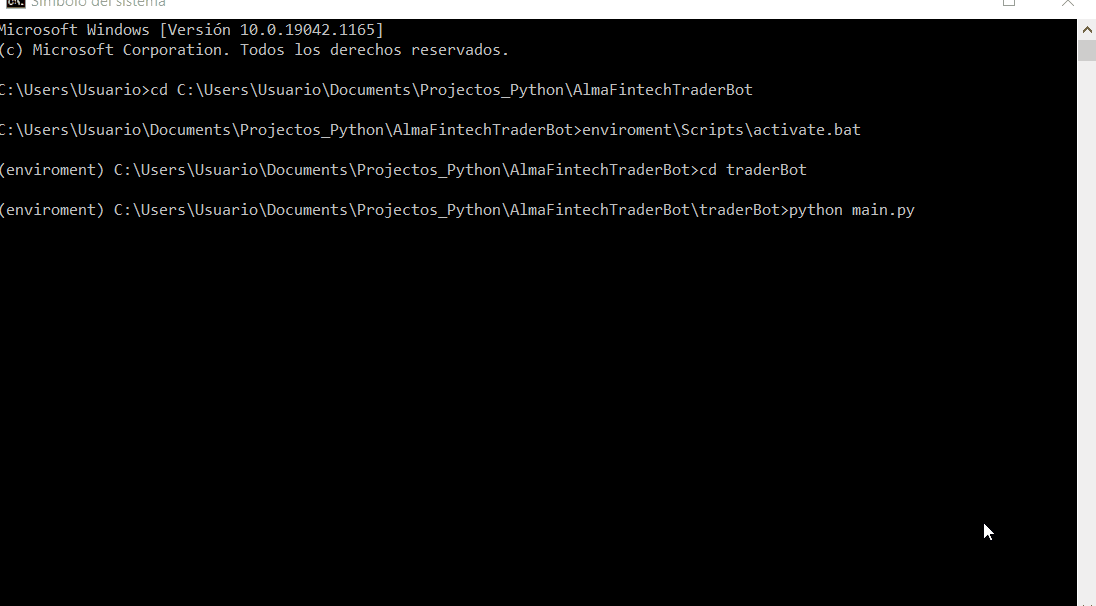 Símbolo del sistema
Microsoft Windows [Versión 10.0.19042.1165]
(c) Microsoft Corporation. Todos los derechos reservados.
C:\Users\Usuario>cd C:\Users\Usuario\Documents\Projectos_Python\AlmaFintechTraderBot
C:\Users\Usuario\Documents\Projectos_Python\AlmaFintechTraderBot>enviroment\Scripts\activate.bat
(enviroment) C:\Users\Usuario\Documents\Projectos_Python\AlmaFintechTraderBot>cd traderBot
(enviroment) C:\Users\Usuario\Documents\Projectos_Python\AlmaFintechTraderBot\traderBot>python main.py